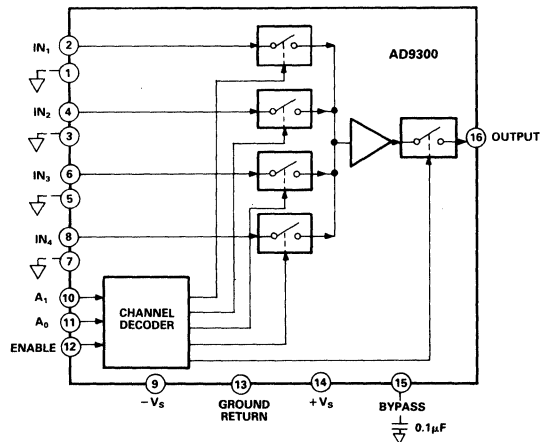 AD9300
IN1 2
1
IN2 4
3
IN3 6
5
IN4 8
7
A1 10
A0 11
ENABLE 12
CHANNEL
DECODER
16 OUTPUT
9
−VS
13
GROUND
RETURN
14
+VS
15
BYPASS
0.1μF